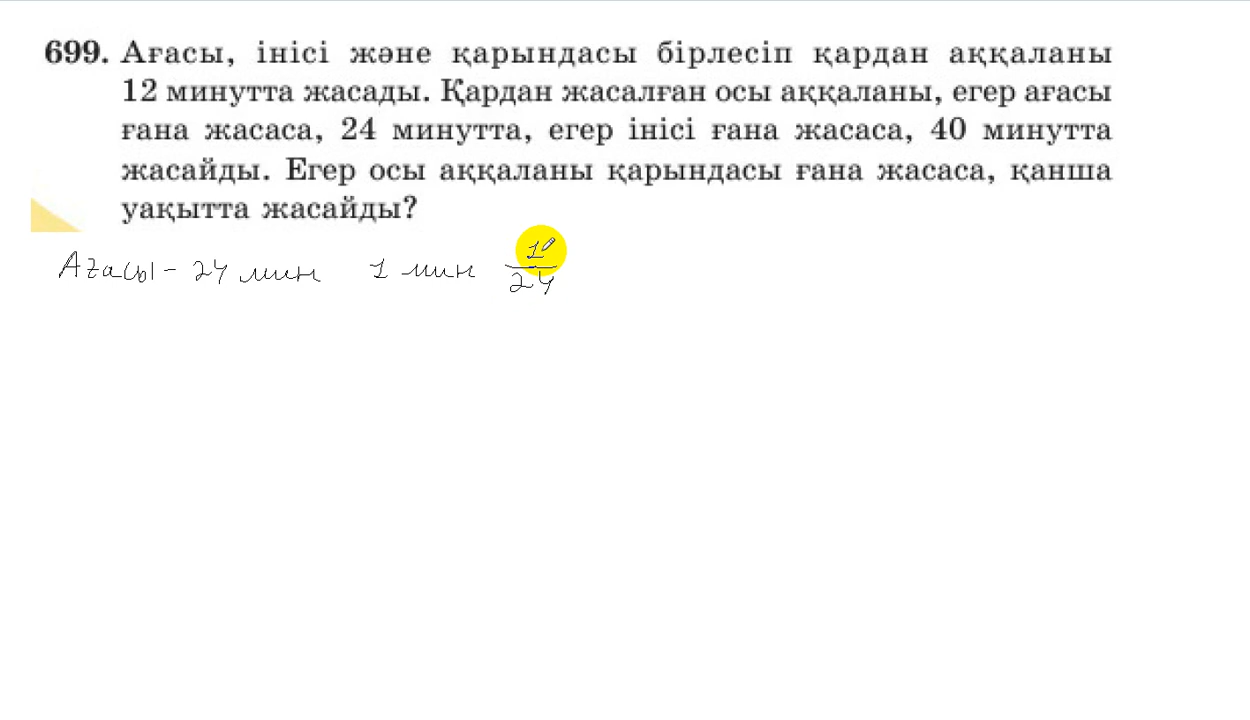 699. Ағасы, інісі және қарындасы бірлесіп қардан аққаланы
12 минутта жасады. Қардан жасалған осы аққаланы, егер ағасы
ғана жасаса, 24 минутта, егер інісі ғана жасаса, 40 минутта
жасайды. Егер осы аққаланы қарындасы ғана жасаса, қанша
уақытта жасайды?
Ағасы - 24 мин 1 мин 1/24